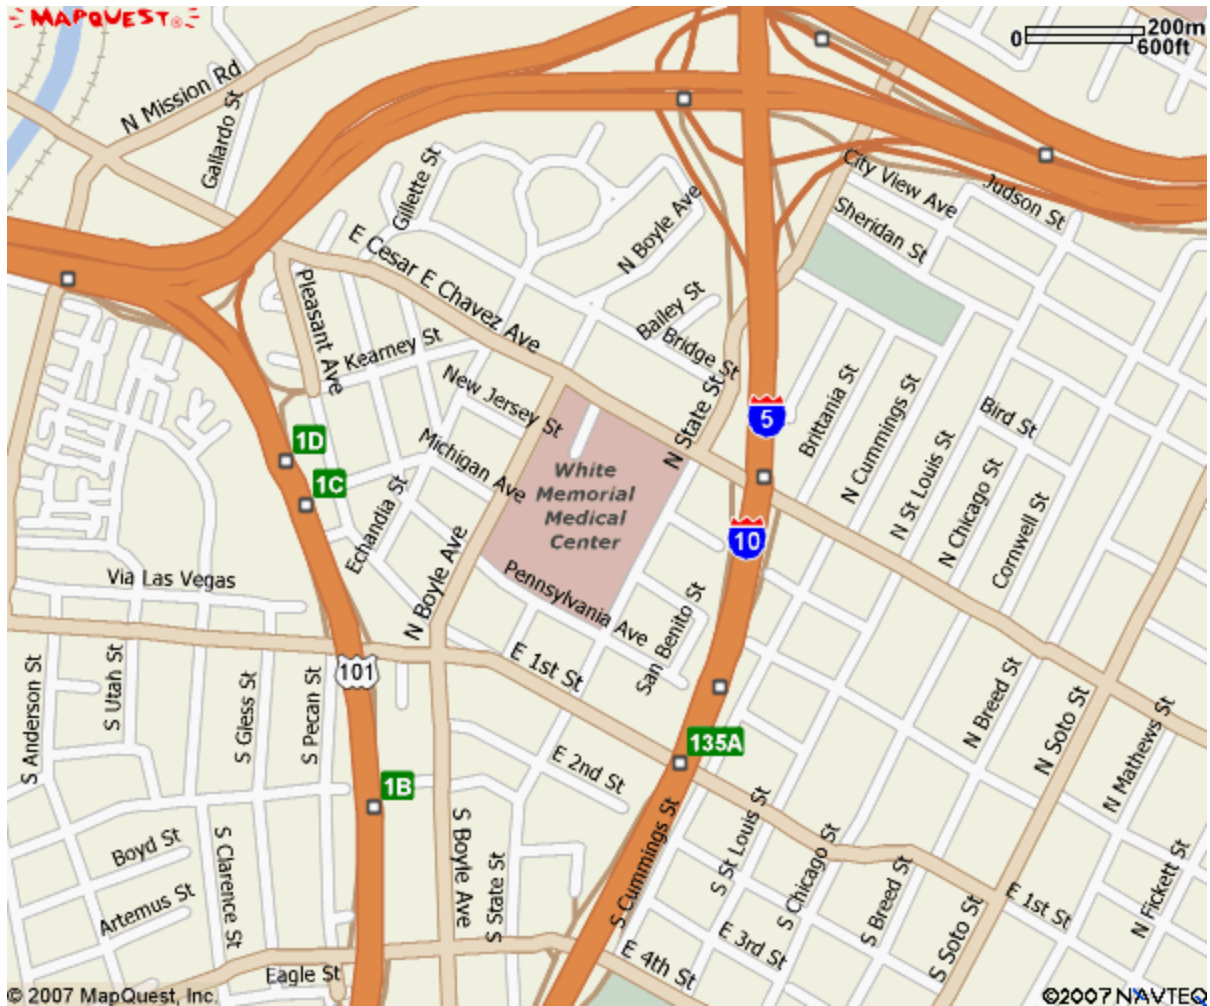 MAPQUEST®
200m
0
600ft
N Mission Rd
Gallardo St
Gillette St
City View Ave
Judson St
N Boyle Ave
Sheridan St
E Cesar E Chavez Ave
Pleasant Ave
Bailey St
Bridge St
Kearney St
New Jersey St
N State St
5
Brittania St
N Cummings St
Bird St
Michigan Ave
1D
1C
White
Memorial
Medical
Center
N St Louis St
N Chicago St
Cornwell St
10
Echandia St
N Boyle Ave
Via Las Vegas
Pennsylvania Ave
San Benito St
E 1st St
101
S Anderson St
S Utah St
S Gless St
S Pecan St
N Breed St
N Soto St
N Mathews St
135A
E 2nd St
1B
Boyd St
Artemus St
S Clarence St
S Boyle Ave
S State St
S Cummings St
S St Louis St
S Chicago St
S Breed St
S Soto St
E 1st St
N Fickett St
E 3rd St
E 4th St
Eagle St
© 2007 MapQuest, Inc.
©2007 NAVTEQ